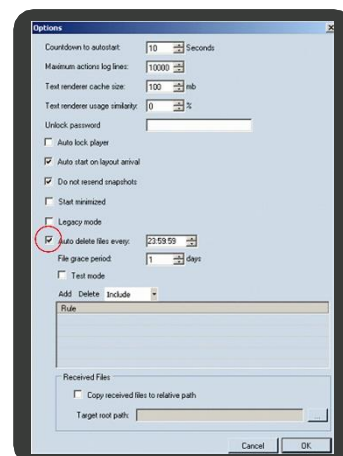 Options
Countdown to autostart: 10 Seconds
Maximum actions log lines: 10000
Text renderer cache size: 100 mb
Text renderer usage similarity: 0 %
Unlock password
Auto lock player
Auto start on layout arrival
Do not resend snapshots
Start minimized
Legacy mode
Auto delete files every: 23:59:59
File grace period: 1 days
Test mode
Add Delete Include
Rule
Received Files
Copy received files to relative path
Target root path: ...
Cancel OK